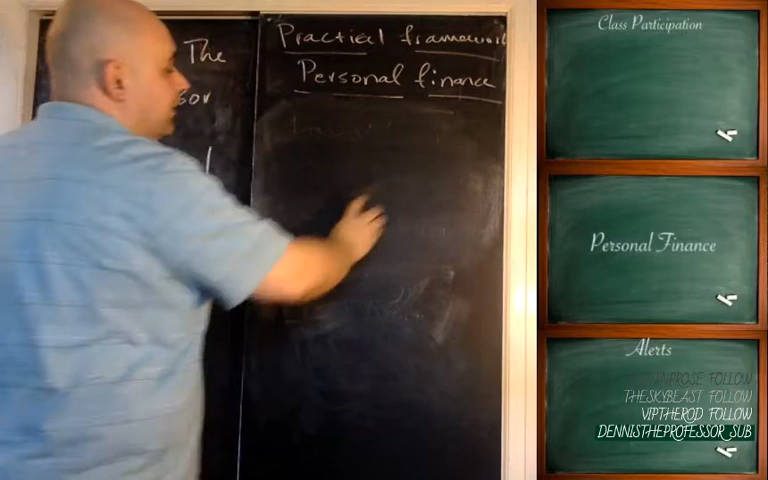 The
sor
Practical framework
Personal finance
Class Participation
Personal Finance
Alerts
FOLLOW
THESKYBEAST FOLLOW
VIPTHEROD FOLLOW
DENNISTHEPROFESSOR SUB